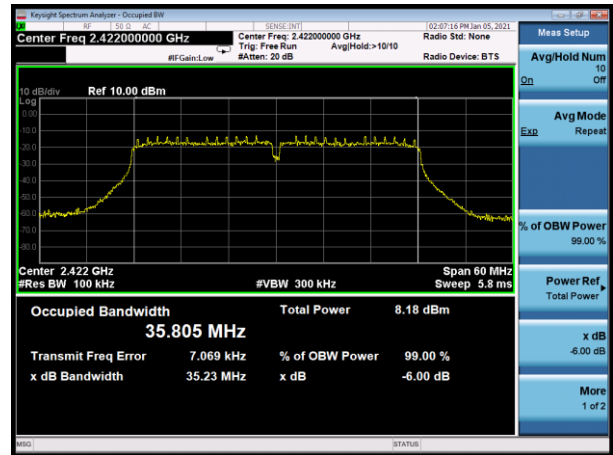 Keysight Spectrum Analyzer - Occupied BW
RF 50 Ω AC SENSE:INT 02:07:16 PM Jan 05, 2021
Center Freq 2.422000000 GHz
Center Freq: 2.422000000 GHz
Radio Std: None
Trig: Free Run Avg|Hold:>10/10
#IFGain:Low #Atten: 20 dB Radio Device: BTS
10 dB/div Ref 10.00 dBm
Log
0.00
-10.0
-20.0
-30.0
-40.0
-50.0
-60.0
-70.0
-80.0
Center 2.422 GHz Span 60 MHz
#Res BW 100 kHz #VBW 300 kHz Sweep 5.8 ms
Occupied Bandwidth Total Power 8.18 dBm
35.805 MHz
Transmit Freq Error 7.069 kHz % of OBW Power 99.00 %
x dB Bandwidth 35.23 MHz x dB -6.00 dB
MSG STATUS
Meas Setup
Avg/Hold Num
10
On Off
Avg Mode
Exp Repeat
% of OBW Power
99.00 %
Power Ref
Total Power
x dB
-6.00 dB
More
1 of 2